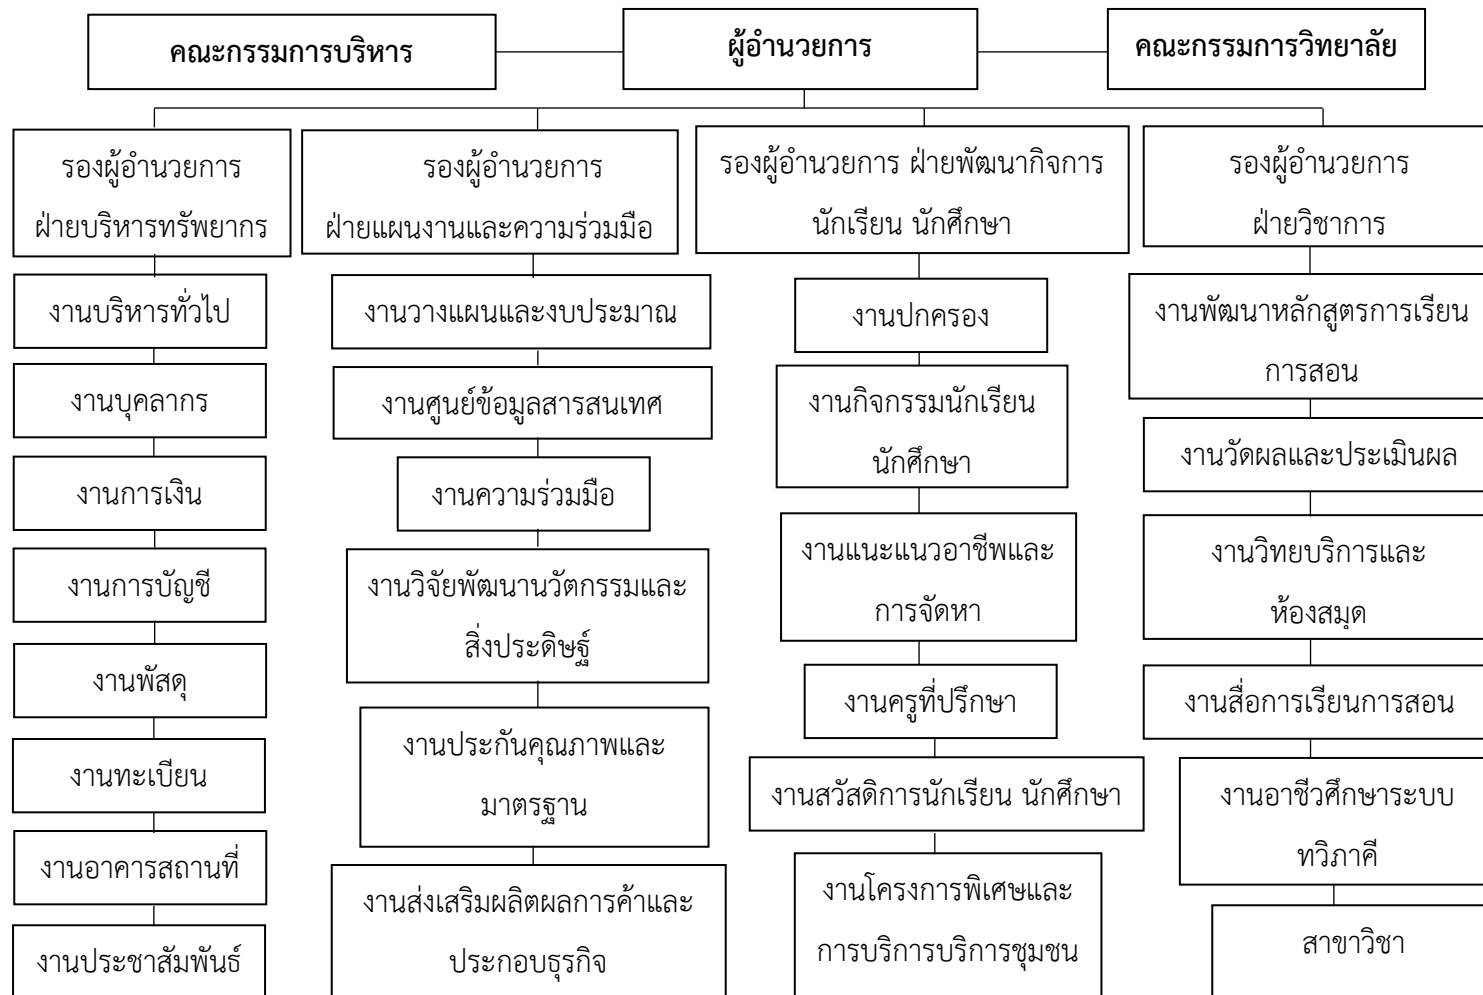 คณะกรรมการบริหาร
ผู้อำนวยการ
คณะกรรมการวิทยาลัย
รองผู้อำนวยการ
ฝ่ายบริหารทรัพยากร
งานบริหารทั่วไป
งานบุคลากร
งานการเงิน
งานการบัญชี
งานพัสดุ
งานทะเบียน
งานอาคารสถานที่
งานประชาสัมพันธ์
รองผู้อำนวยการ
ฝ่ายแผนงานและความร่วมมือ
งานวางแผนและงบประมาณ
งานศูนย์ข้อมูลสารสนเทศ
งานความร่วมมือ
งานวิจัยพัฒนานวัตกรรมและ
สิ่งประดิษฐ์
งานประกันคุณภาพและ
มาตรฐาน
งานส่งเสริมผลิตผลการค้าและ
ประกอบธุรกิจ
รองผู้อำนวยการ ฝ่ายพัฒนากิจการ
นักเรียน นักศึกษา
งานปกครอง
งานกิจกรรมนักเรียน
นักศึกษา
งานแนะแนวอาชีพและ
การจัดหา
งานครูที่ปรึกษา
งานสวัสดิการนักเรียน นักศึกษา
งานโครงการพิเศษและ
การบริการบริการชุมชน
รองผู้อำนวยการ
ฝ่ายวิชาการ
งานพัฒนาหลักสูตรการเรียน
การสอน
งานวัดผลและประเมินผล
งานวิทยบริการและ
ห้องสมุด
งานสื่อการเรียนการสอน
งานอาชีวศึกษาระบบ
ทวิภาคี
สาขาวิชา